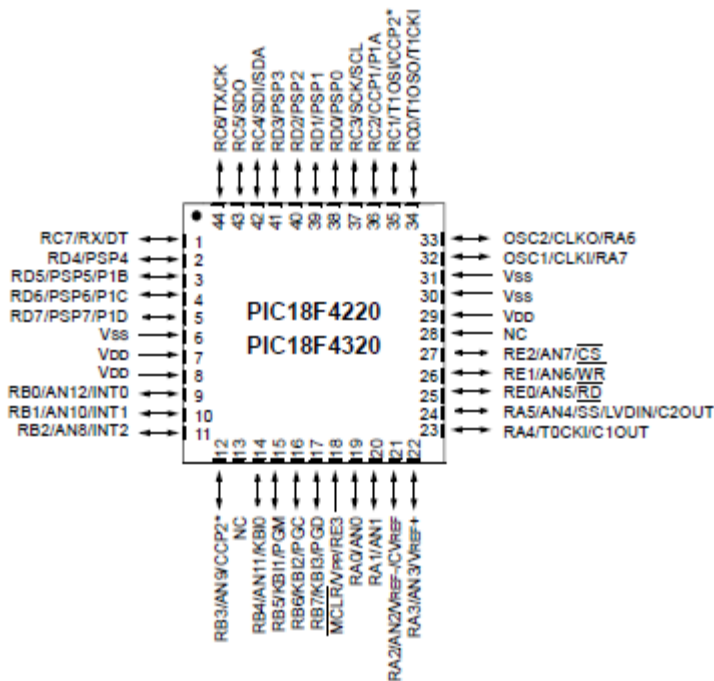 RC6/TX/CK
RC5/SDO
RC4/SDI/SDA
RD3/PSP3
RD2/PSP2
RD1/PSP1
RD0/PSP0
RC3/SCK/SCL
RC2/CCP1/P1A
RC1/T1OSI/CCP2*
RC0/T1OSO/T1CKI
44
43
42
41
40
39
38
37
36
35
34
RC7/RX/DT 1
RD4/PSP4 2
RD5/PSP5/P1B 3
RD6/PSP6/P1C 4
RD7/PSP7/P1D 5
VSS 6
VDD 7
VDD 8
RB0/AN12/INT0 9
RB1/AN10/INT1 10
RB2/AN8/INT2 11
PIC18F4220
PIC18F4320
33 OSC2/CLKO/RA6
32 OSC1/CLKI/RA7
31 VSS
30 VSS
29 VDD
28 NC
27 RE2/AN7/CS
26 RE1/AN6/WR
25 RE0/AN5/RD
24 RA5/AN4/SS/LVDIN/C2OUT
23 RA4/T0CKI/C1OUT
12
13
14
15
16
17
18
19
20
21
22
RB3/AN9/CCP2*
NC
RB4/AN11/KBI0
RB5/KBI1/PGM
RB6/KBI2/PGC
RB7/KBI3/PGD
MCLR/VPP/RE3
RA0/AN0
RA1/AN1
RA2/AN2/VREF-/CVREF
RA3/AN3/VREF+